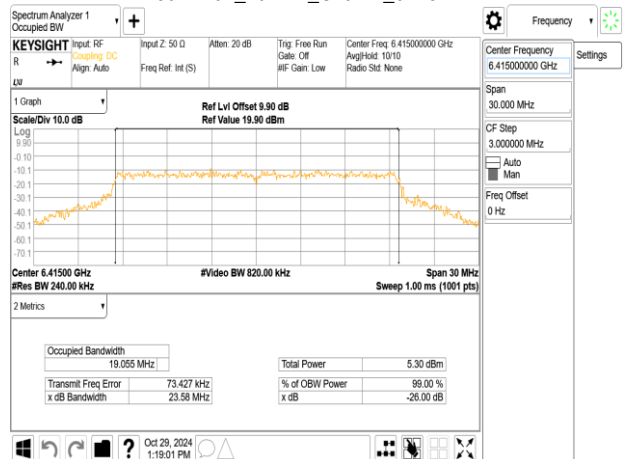 Spectrum Analyzer 1
Occupied BW
Frequency
KEYSIGHT
R
LXI
Input: RF
Coupling: DC
Align: Auto
Input Z: 50 Ω
Freq Ref: Int (S)
Atten: 20 dB
Trig: Free Run
Gate: Off
#IF Gain: Low
Center Freq: 6.415000000 GHz
Avg|Hold: 10/10
Radio Std: None
Center Frequency
6.415000000 GHz
Settings
Span
30.000 MHz
CF Step
3.000000 MHz
Auto
Man
Freq Offset
0 Hz
1 Graph
Scale/Div 10.0 dB
Ref Lvl Offset 9.90 dB
Ref Value 19.90 dBm
Log
9.90
-0.10
-10.1
-20.1
-30.1
-40.1
-50.1
-60.1
-70.1
Center 6.41500 GHz
#Res BW 240.00 kHz
#Video BW 820.00 kHz
Span 30 MHz
Sweep 1.00 ms (1001 pts)
2 Metrics
Occupied Bandwidth
19.055 MHz
Transmit Freq Error 73.427 kHz
x dB Bandwidth 23.58 MHz
Total Power 5.30 dBm
% of OBW Power 99.00 %
x dB -26.00 dB
?
Oct 29, 2024
1:19:01 PM